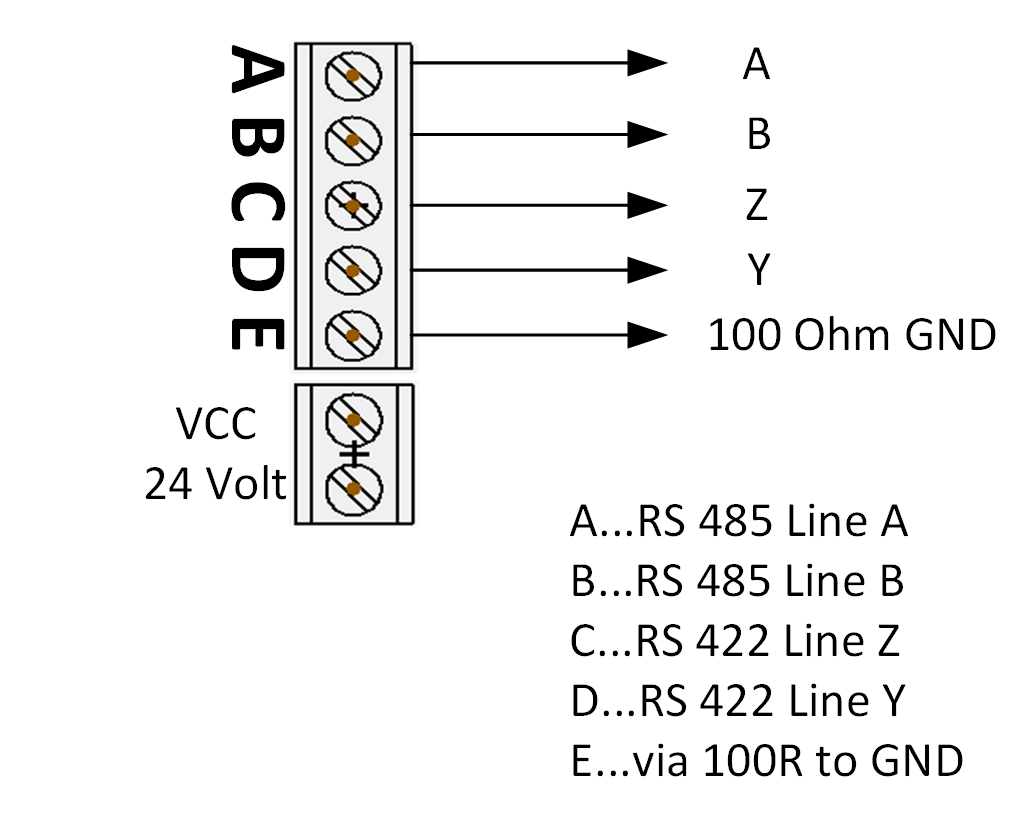 A A
B B
C Z
D Y
E 100 Ohm GND
VCC
24 Volt
A...RS 485 Line A
B...RS 485 Line B
C...RS 422 Line Z
D...RS 422 Line Y
E...via 100R to GND